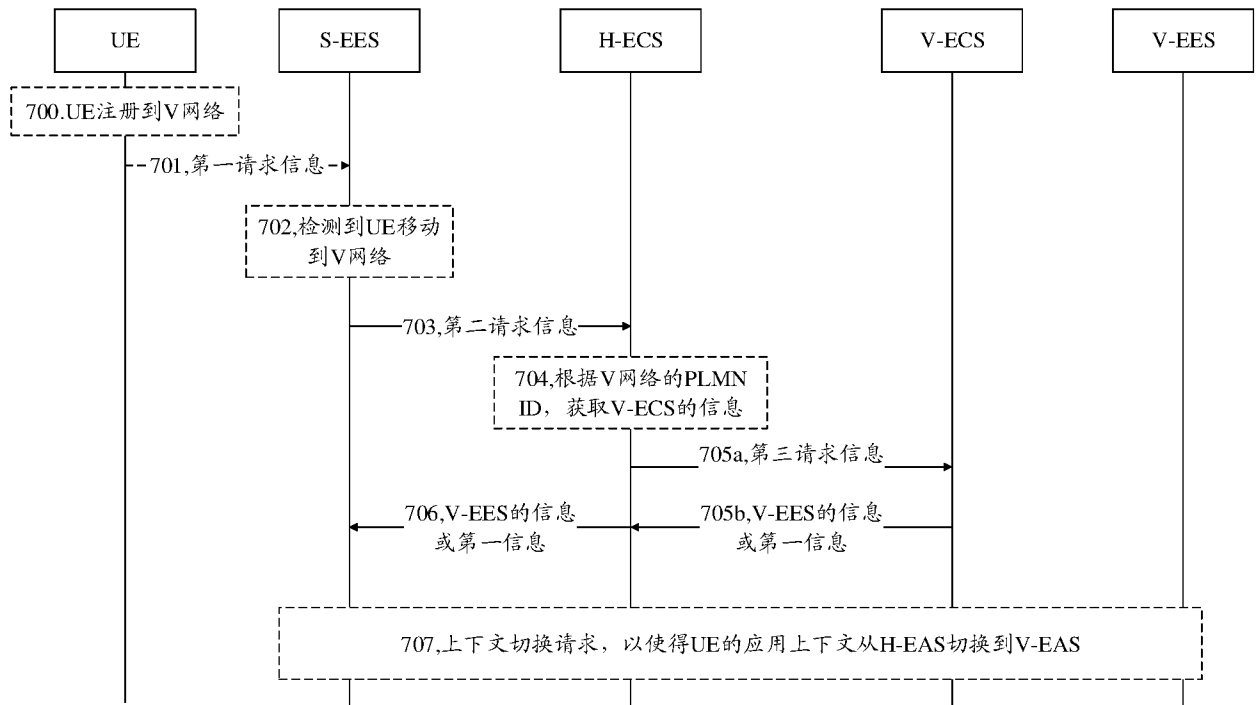 UE
S-EES
H-ECS
V-ECS
V-EES
700.UE注册到V网络
701,第一请求信息
702,检测到UE移动
到V网络
703,第二请求信息
704,根据V网络的PLMN
ID，获取V-ECS的信息
705a,第三请求信息
706,V-EES的信息
或第一信息
705b,V-EES的信息
或第一信息
707,上下文切换请求，以使得UE的应用上下文从H-EAS切换到V-EAS